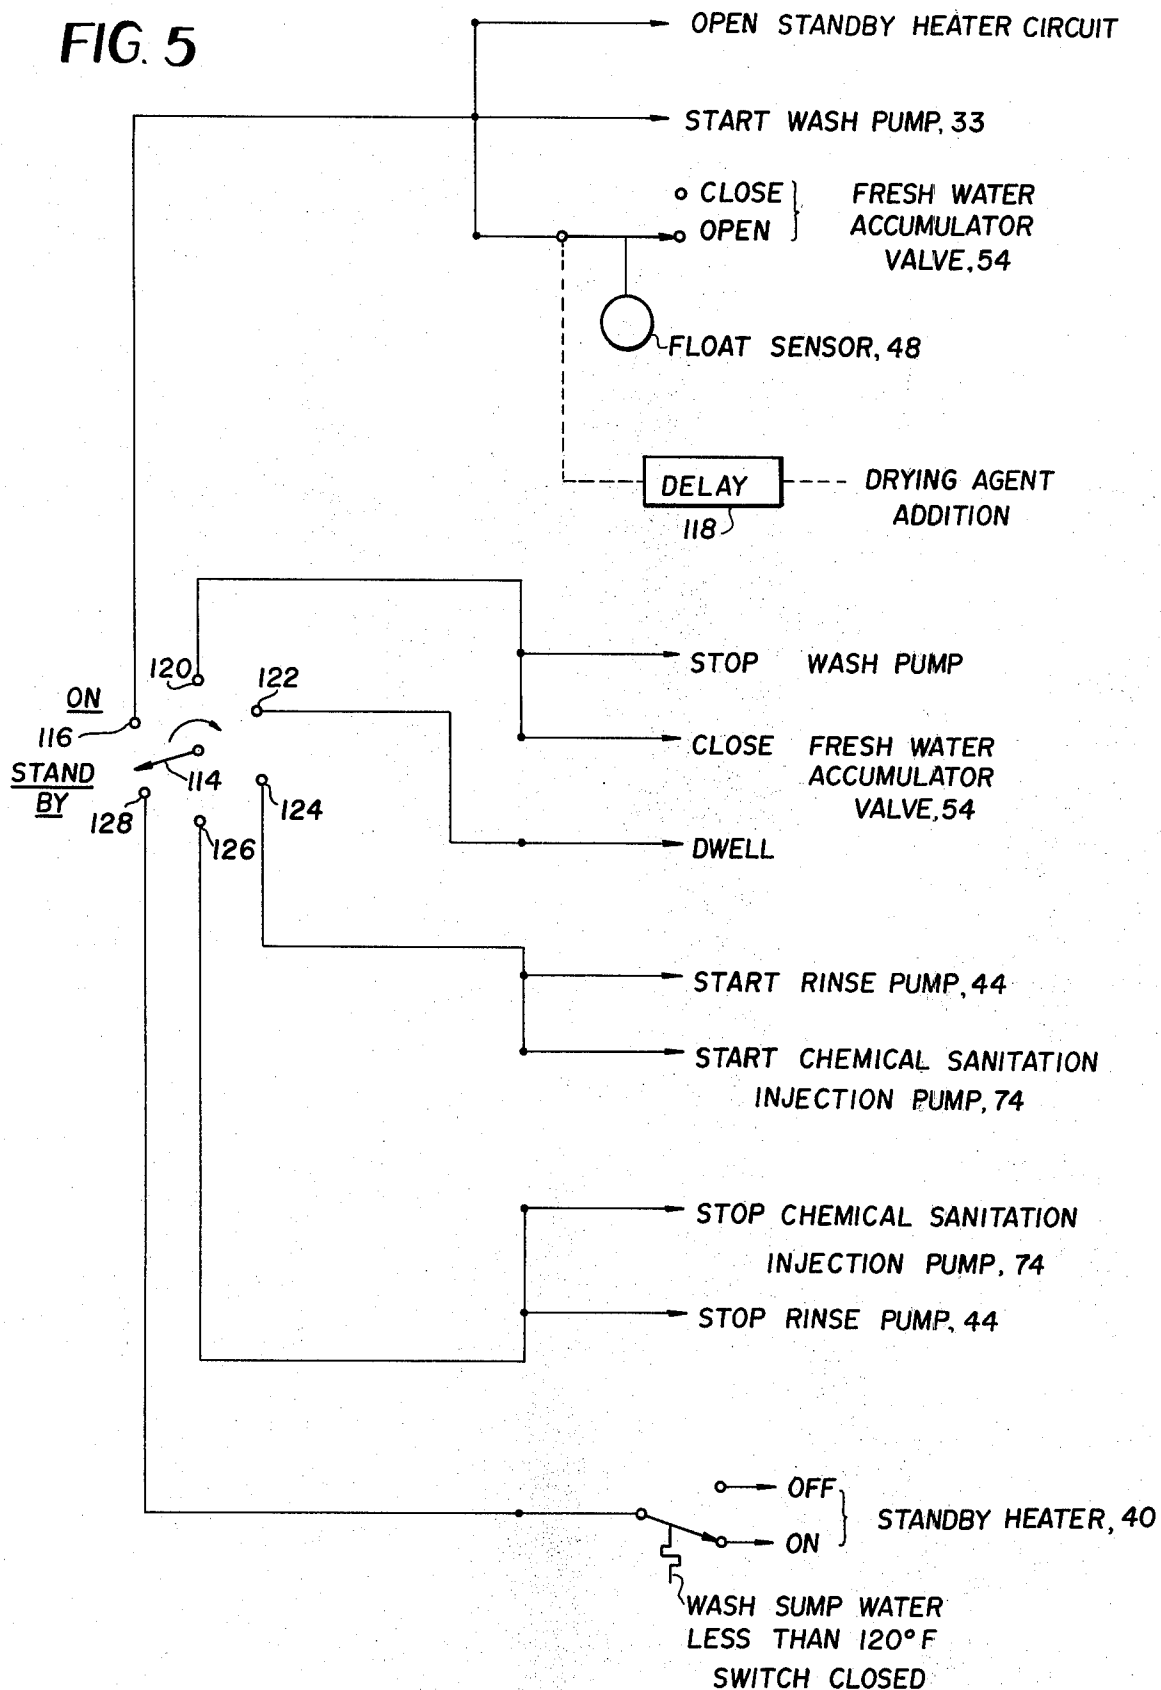 FIG. 5
OPEN STANDBY HEATER CIRCUIT
START WASH PUMP, 33
CLOSE
OPEN
FRESH WATER
ACCUMULATOR
VALVE, 54
FLOAT SENSOR, 48
DELAY
118
DRYING AGENT
ADDITION
120
122
ON
116
STAND
BY
114
128
126
124
STOP WASH PUMP
CLOSE FRESH WATER
ACCUMULATOR
VALVE, 54
DWELL
START RINSE PUMP, 44
START CHEMICAL SANITATION
INJECTION PUMP, 74
STOP CHEMICAL SANITATION
INJECTION PUMP, 74
STOP RINSE PUMP, 44
OFF
ON
STANDBY HEATER, 40
WASH SUMP WATER
LESS THAN 120° F
SWITCH CLOSED